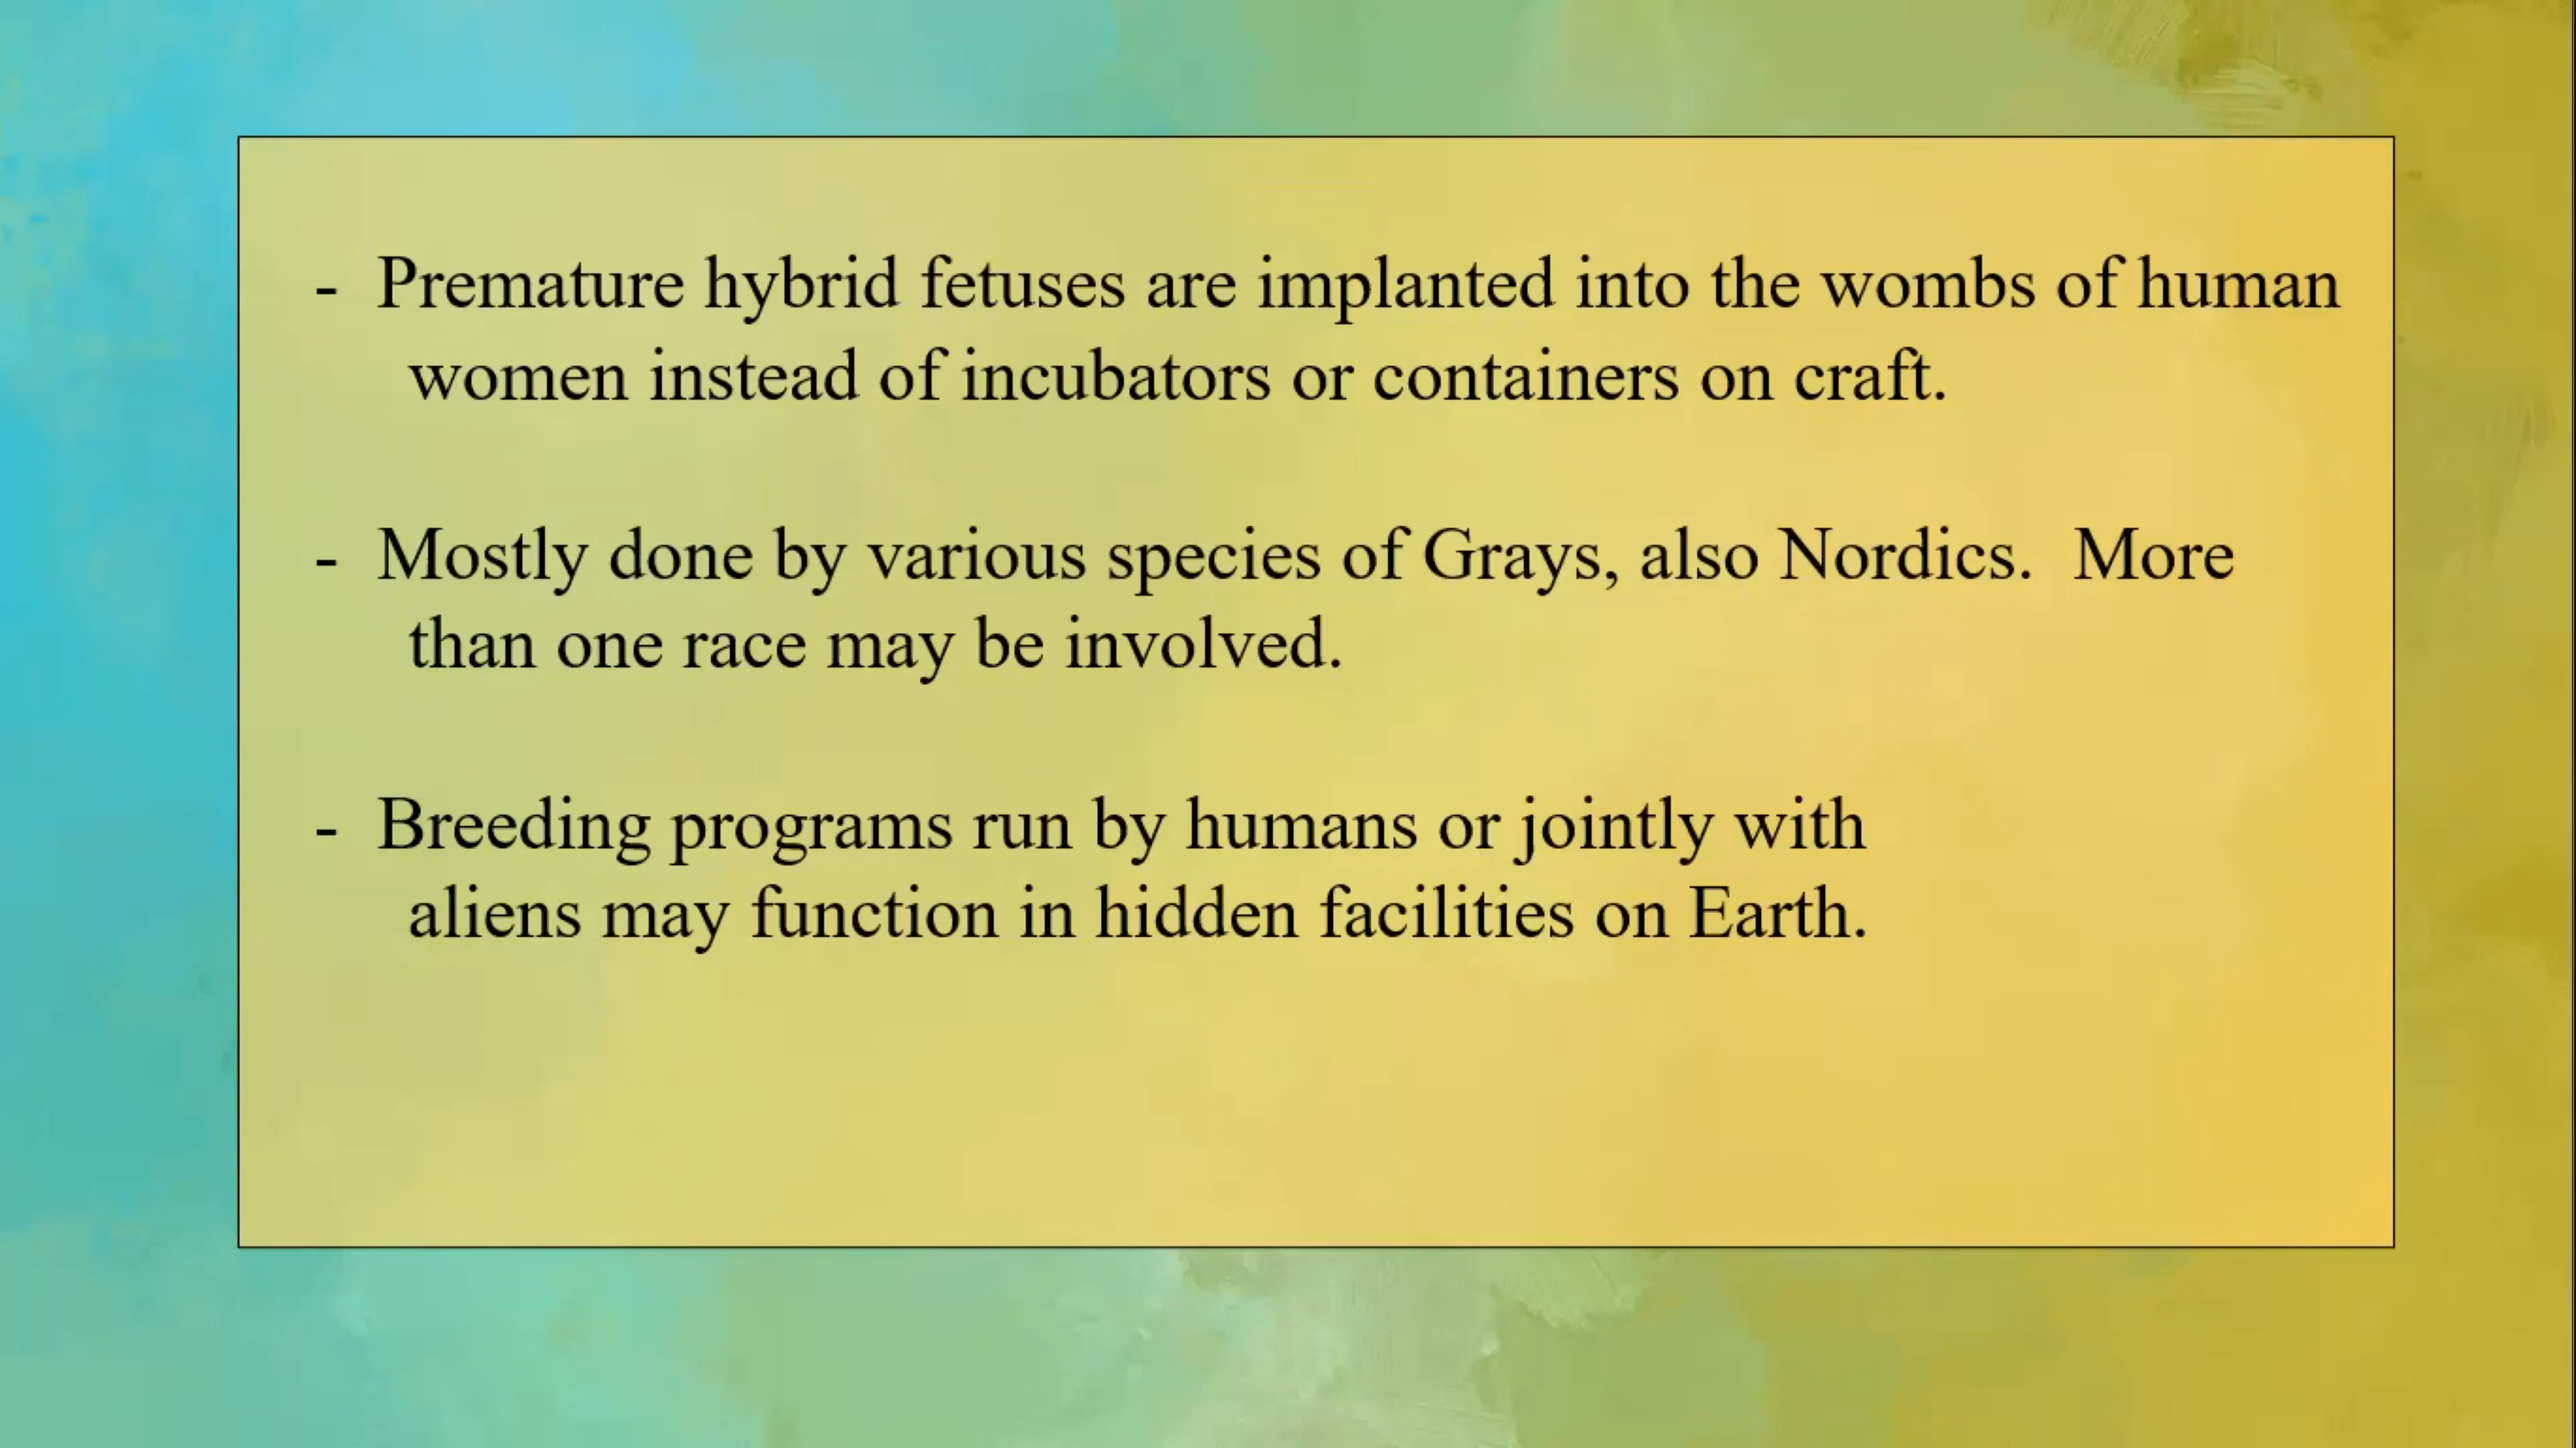 - Premature hybrid fetuses are implanted into the wombs of human
women instead of incubators or containers on craft.
- Mostly done by various species of Grays, also Nordics.  More
than one race may be involved.
- Breeding programs run by humans or jointly with
aliens may function in hidden facilities on Earth.